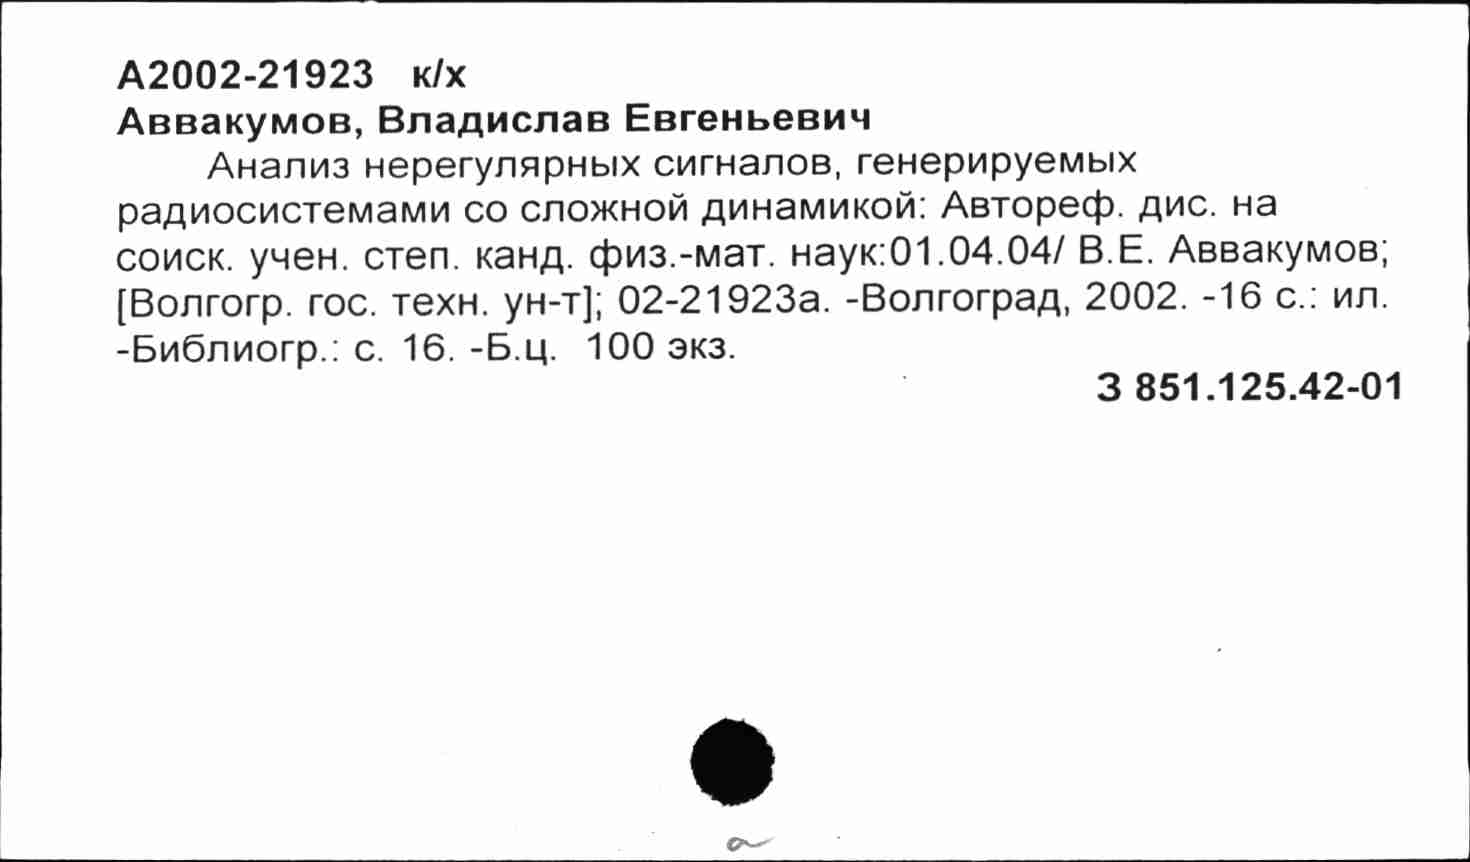 А2002-21923 к/х
Аввакумов, Владислав Евгеньевич
Анализ нерегулярных сигналов, генерируемых
радиосистемами со сложной динамикой: Автореф. дис. на
соиск. учен. степ. канд. физ.-мат. наук:01.04.04/ В.Е. Аввакумов;
[Волгогр. гос. техн. ун-т]; 02-21923а. -Волгоград, 2002. -16 с.: ил.
-Библиогр.: с. 16. -Б.ц. 100 экз.
З 851.125.42-01